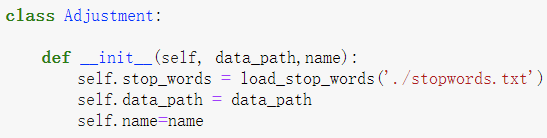 class Adjustment:
    def __init__(self, data_path,name):
        self.stop_words = load_stop_words('./stopwords.txt')
        self.data_path = data_path
        self.name=name